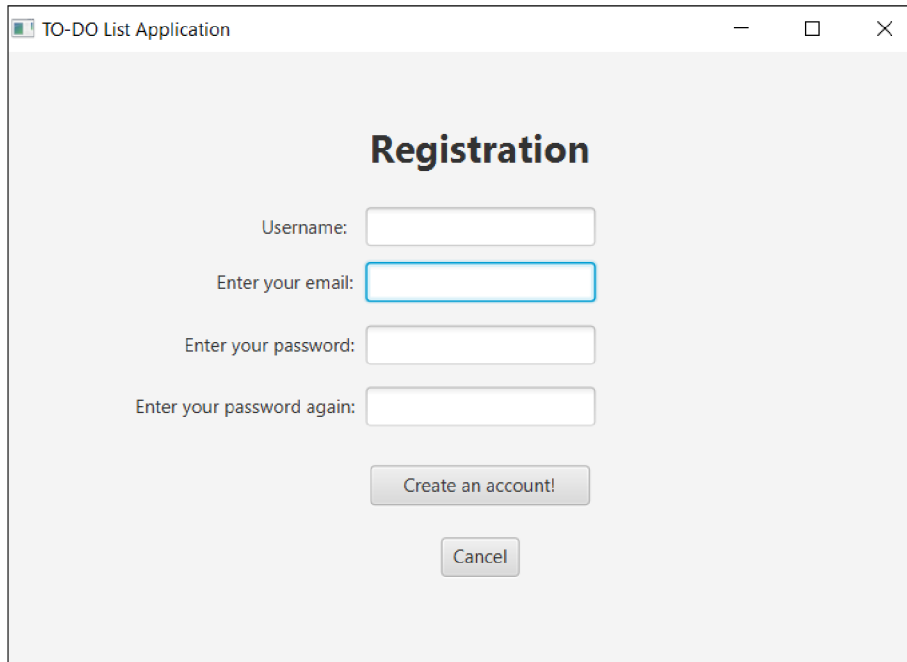 TO-DO List Application
Registration
Username:
Enter your email:
Enter your password:
Enter your password again:
Create an account!
Cancel